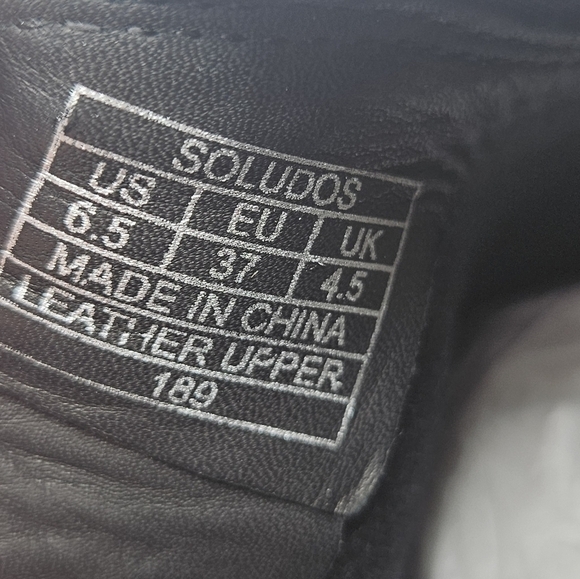 SOLUDOS
US EU UK
6.5 37 4.5
MADE IN CHINA
LEATHER UPPER
189